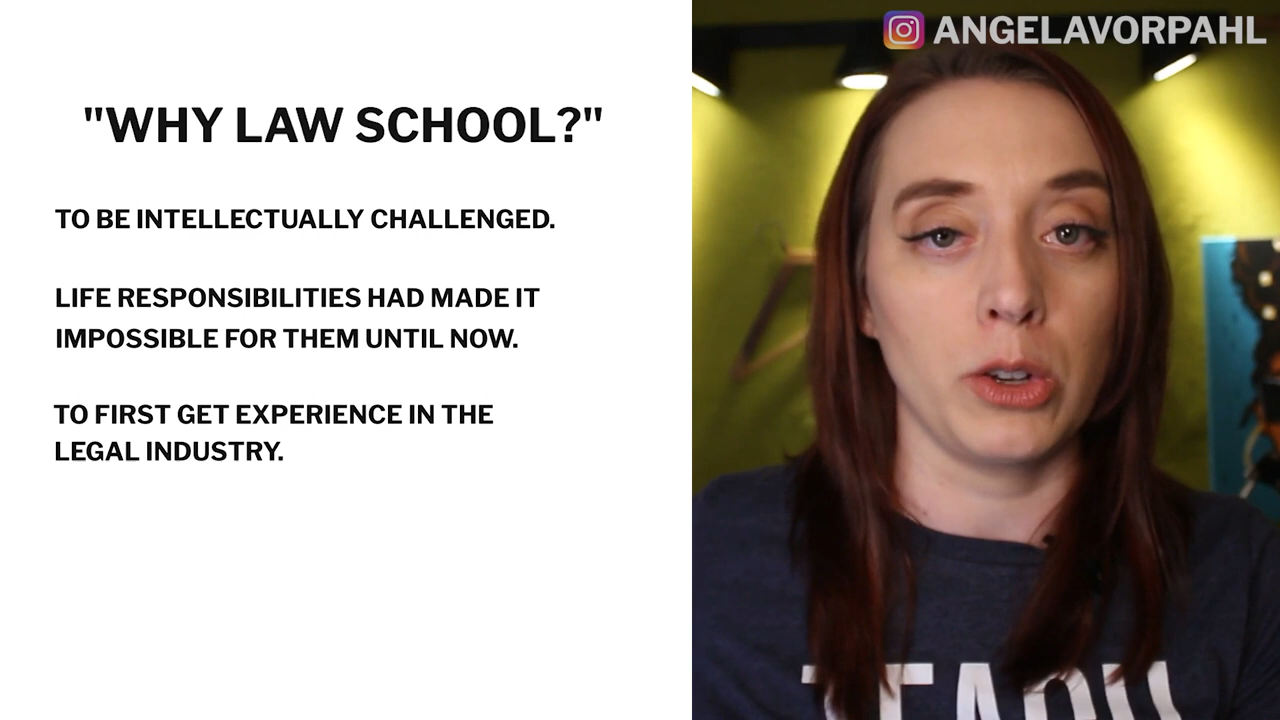 ANGELAVORPAHL
"WHY LAW SCHOOL?"
TO BE INTELLECTUALLY CHALLENGED.
LIFE RESPONSIBILITIES HAD MADE IT
IMPOSSIBLE FOR THEM UNTIL NOW.
TO FIRST GET EXPERIENCE IN THE
LEGAL INDUSTRY.